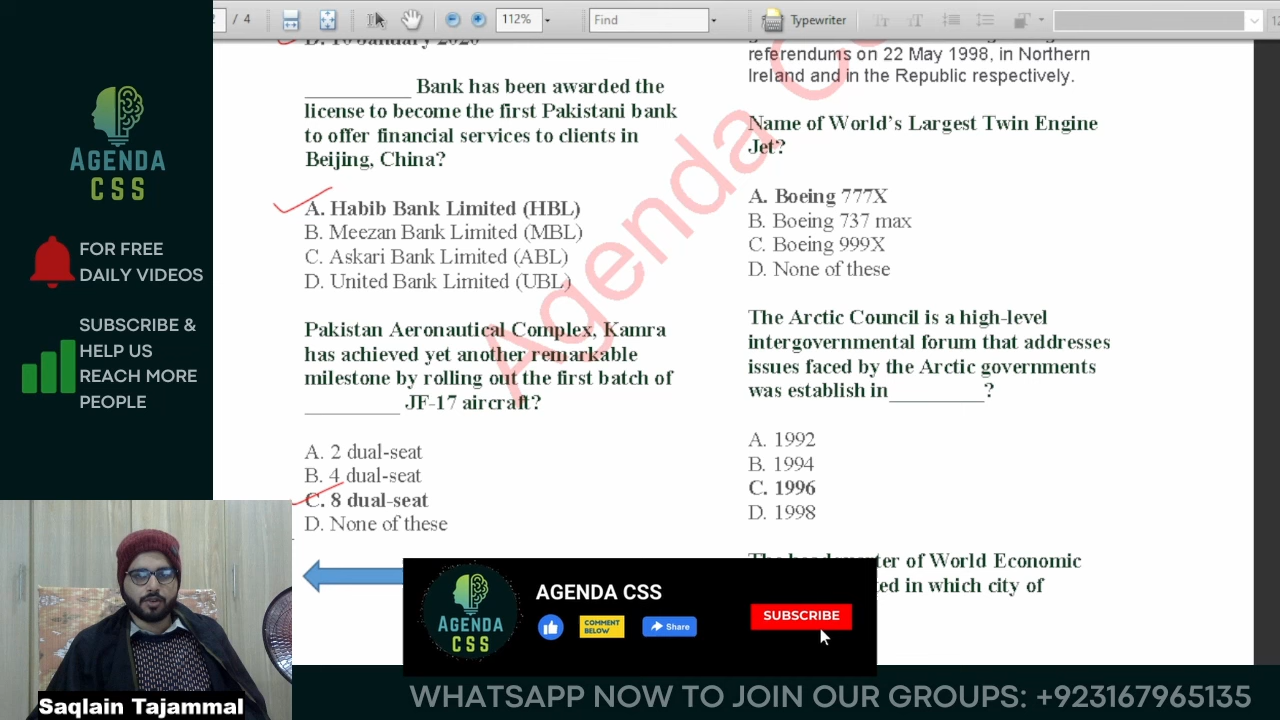 / 4
112%
Find
Typewriter
AGENDA
CSS
FOR FREE
DAILY VIDEOS
SUBSCRIBE &
HELP US
REACH MORE
PEOPLE
D. 10 January 2020
__________ Bank has been awarded the
license to become the first Pakistani bank
to offer financial services to clients in
Beijing, China?
A. Habib Bank Limited (HBL)
B. Meezan Bank Limited (MBL)
C. Askari Bank Limited (ABL)
D. United Bank Limited (UBL)
Pakistan Aeronautical Complex, Kamra
has achieved yet another remarkable
milestone by rolling out the first batch of
_________ JF-17 aircraft?
A. 2 dual-seat
B. 4 dual-seat
C. 8 dual-seat
D. None of these
referendums on 22 May 1998, in Northern
Ireland and in the Republic respectively.
Name of World's Largest Twin Engine
Jet?
A. Boeing 777X
B. Boeing 737 max
C. Boeing 999X
D. None of these
The Arctic Council is a high-level
intergovernmental forum that addresses
issues faced by the Arctic governments
was establish in_________?
A. 1992
B. 1994
C. 1996
D. 1998
of World Economic
in which city of
Agenda
AGENDA
CSS
AGENDA CSS
COMMENT
BELOW
Share
SUBSCRIBE
Saqlain Tajammal
WHATSAPP NOW TO JOIN OUR GROUPS: +923167965135